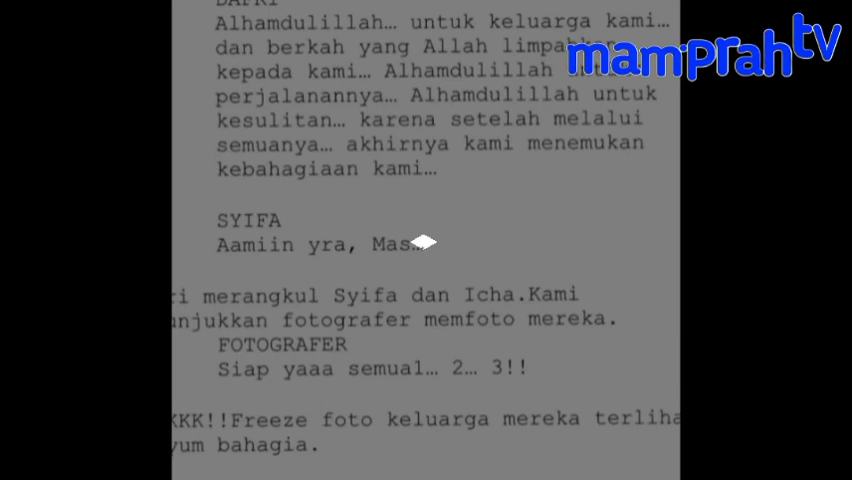 DAFRI
Alhamdulillah… untuk keluarga kami…
dan berkah yang Allah
kepada kami… Alhamdulillah
perjalanannya… Alhamdulillah untuk
kesulitan… karena setelah melalui
semuanya… akhirnya kami menemukan
kebahagiaan kami…
SYIFA
Aamiin yra, Mas…
merangkul Syifa dan Icha.Kami
fotografer memfoto mereka.
FOTOGRAFER
Siap yaaa semua1… 2… 3!!
KKK!!Freeze foto keluarga mereka
bahagia.
mamprahtv